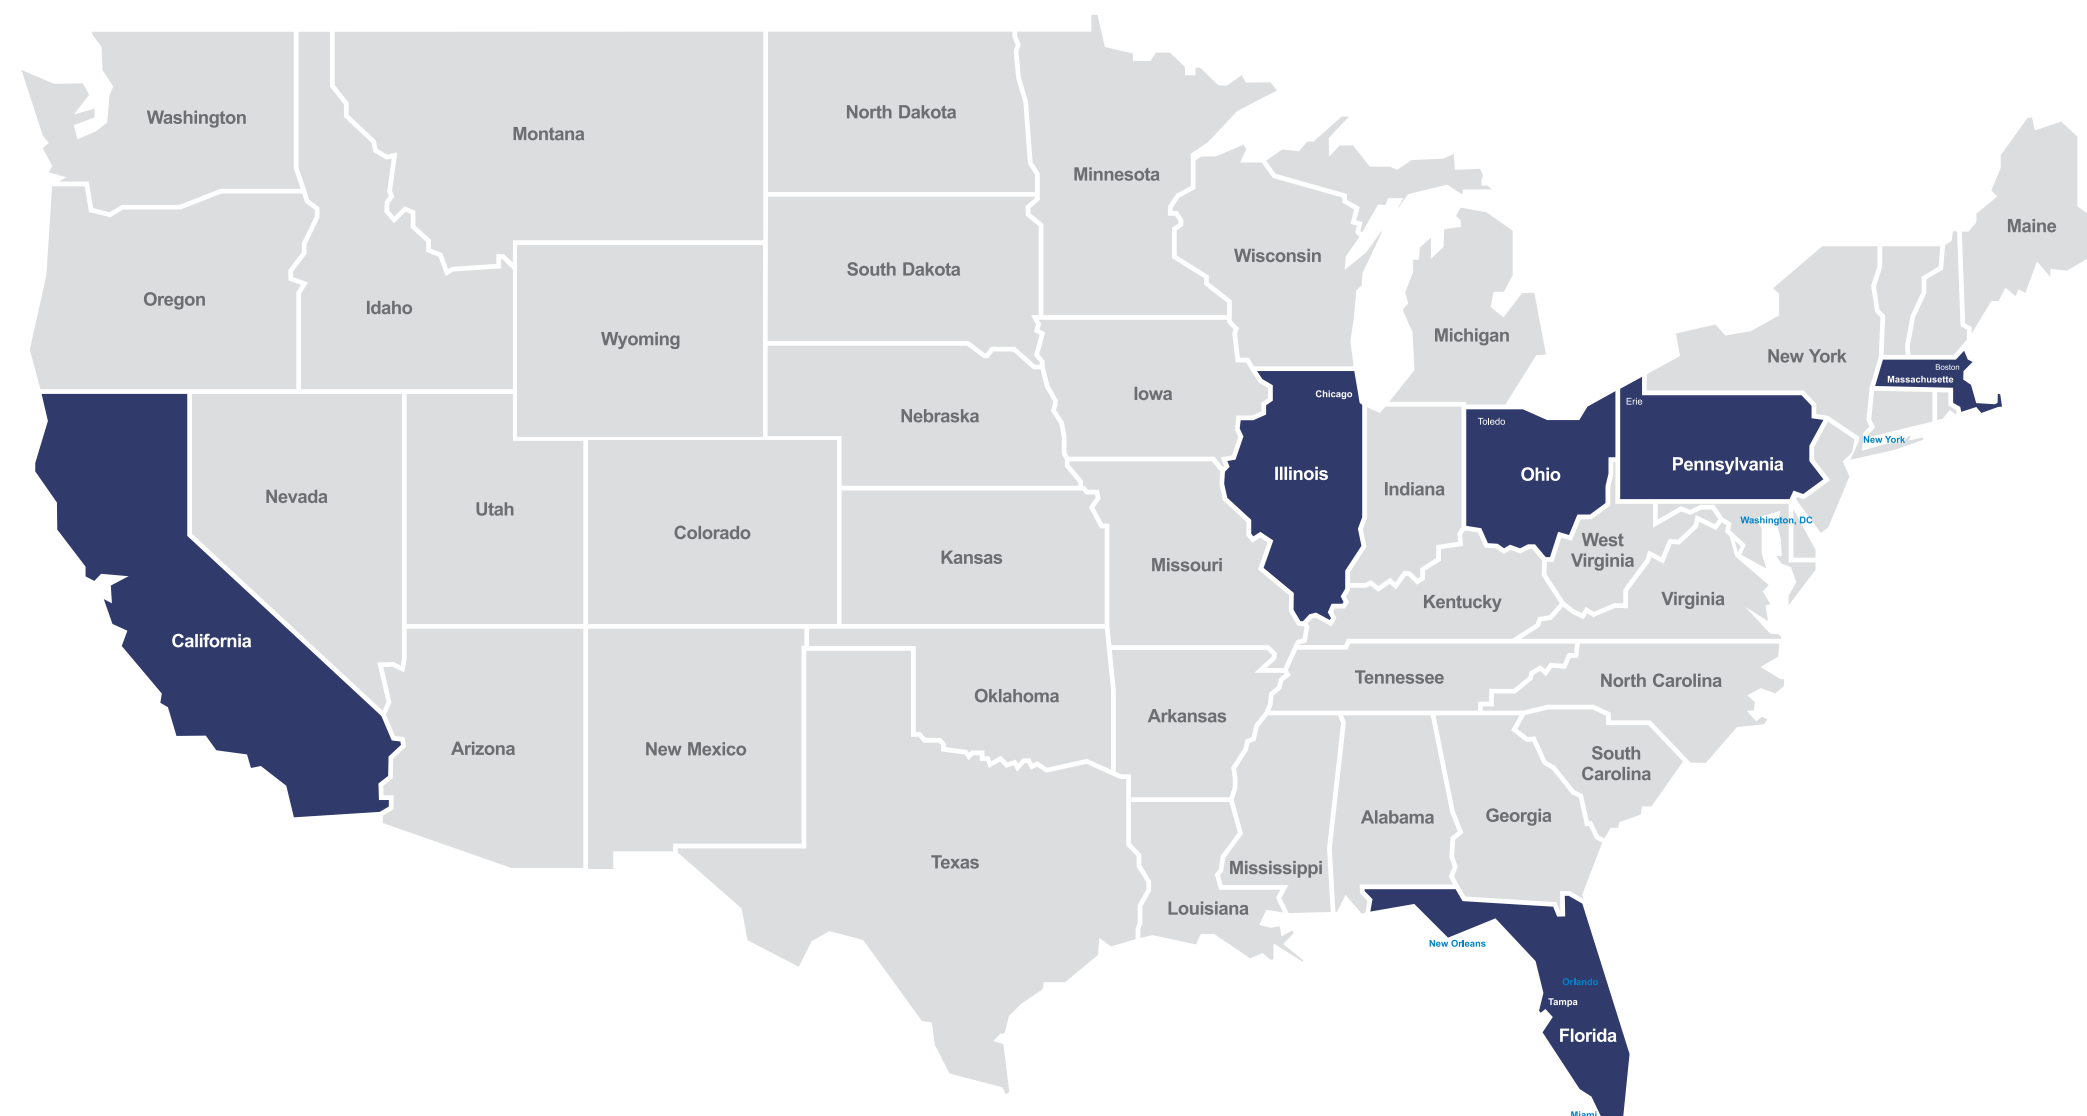 Washington
Montana
North Dakota
Minnesota
Maine
Wisconsin
South Dakota
Oregon
Idaho
Wyoming
Michigan
New York
Boston
Massachusette
Iowa
Chicago
Erie
Nebraska
Toledo
New York
Pennsylvania
Illinois
Ohio
Indiana
Nevada
Utah
Washington, DC
Colorado
West
Virginia
Kansas
Missouri
Virginia
Kentucky
California
Tennessee
North Carolina
Oklahoma
Arkansas
Arizona
New Mexico
South
Carolina
Alabama
Georgia
Texas
Mississippi
Louisiana
New Orleans
Orlando
Tampa
Florida
Miami